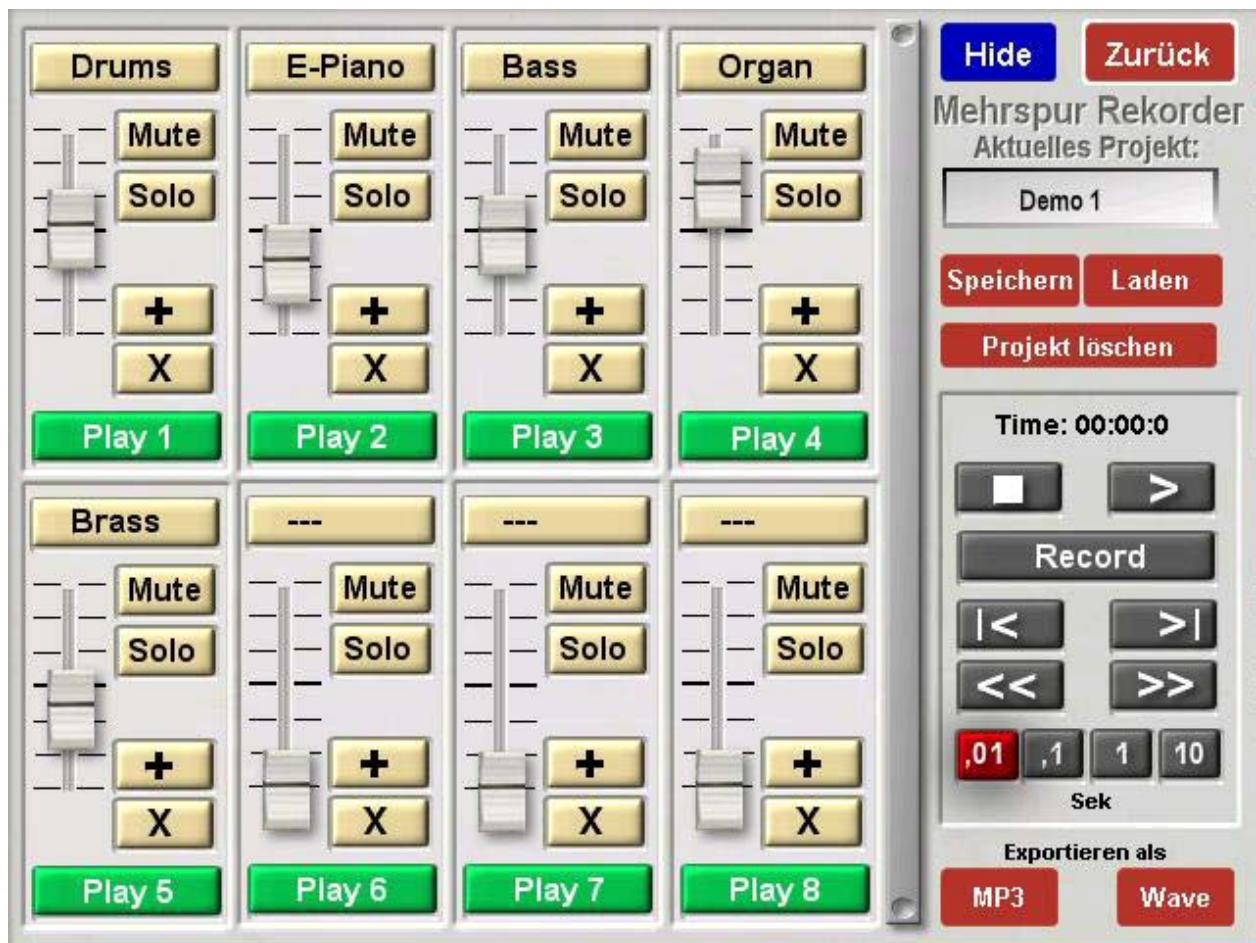 Drums
E-Piano
Bass
Organ
Mute
Mute
Mute
Mute
Solo
Solo
Solo
Solo
+
+
+
+
X
X
X
X
Play 1
Play 2
Play 3
Play 4
Brass
---
---
---
Mute
Mute
Mute
Mute
Solo
Solo
Solo
Solo
+
+
+
+
X
X
X
X
Play 5
Play 6
Play 7
Play 8
Hide
Zurück
Mehrspur Rekorder
Aktuelles Projekt:
Demo 1
Speichern
Laden
Projekt löschen
Time: 00:00:0
>
Record
|<
>|
<<
>>
,01
,1
1
10
Sek
Exportieren als
MP3
Wave